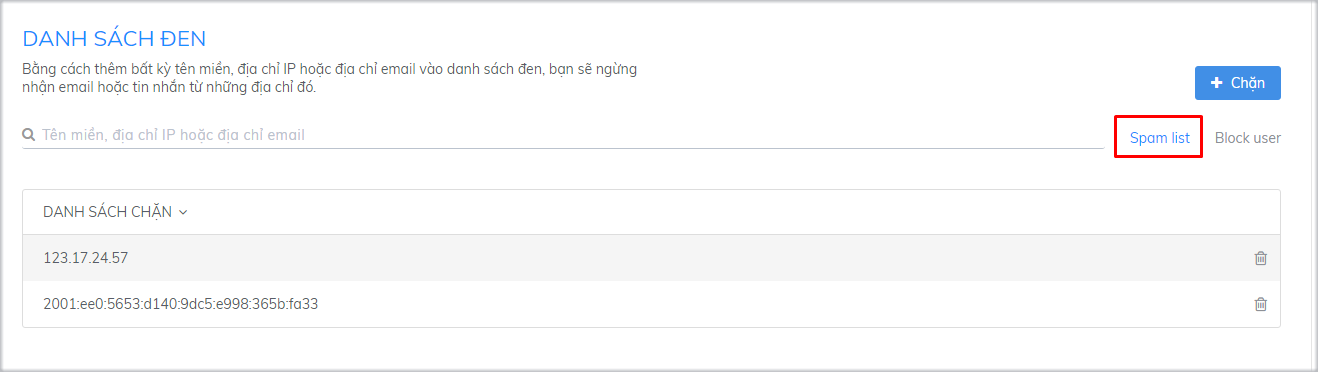 DANH SÁCH ĐEN
Bằng cách thêm bất kỳ tên miền, địa chỉ IP hoặc địa chỉ email vào danh sách đen, bạn sẽ ngừng
nhận email hoặc tin nhắn từ những địa chỉ đó.
+ Chặn
Tên miền, địa chỉ IP hoặc địa chỉ email
Spam list
Block user
DANH SÁCH CHẶN
123.17.24.57
2001:ee0:5653:d140:9dc5:e998:365b:fa33